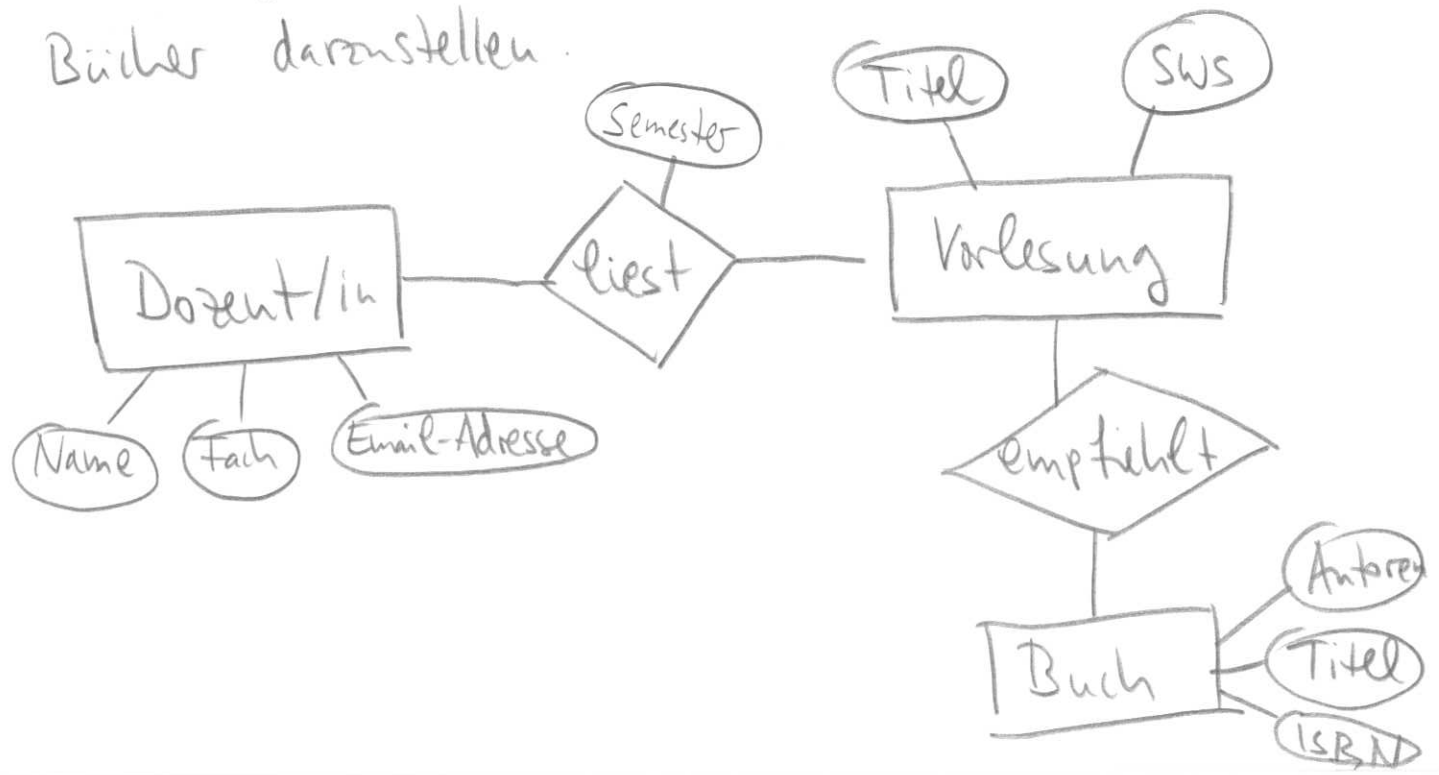 Bücher darzustellen.
Titel
SWS
Semester
Dozent/in
liest
Vorlesung
Name
Fach
Email-Adresse
empfiehlt
Autoren
Buch
Titel
ISBN